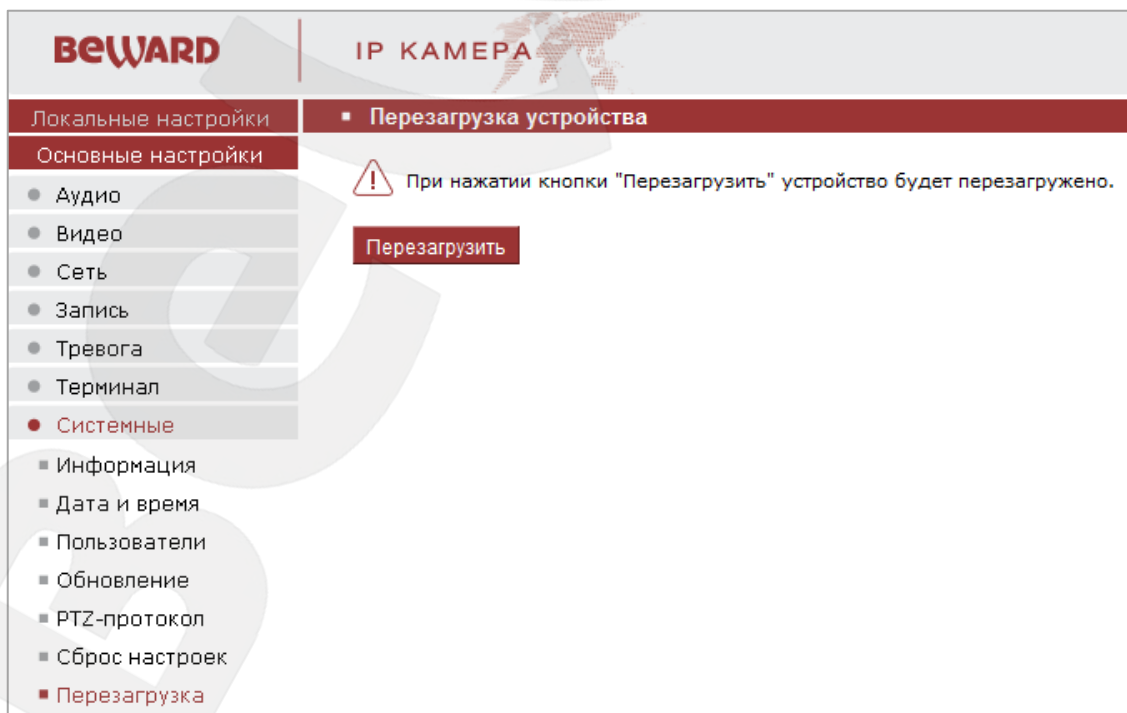 BEWARD
IP КАМЕРА
Локальные настройки
Основные настройки
Аудио
Видео
Сеть
Запись
Тревога
Терминал
Системные
Информация
Дата и время
Пользователи
Обновление
PTZ-протокол
Сброс настроек
Перезагрузка
Перезагрузка устройства
При нажатии кнопки "Перезагрузить" устройство будет перезагружено.
Перезагрузить